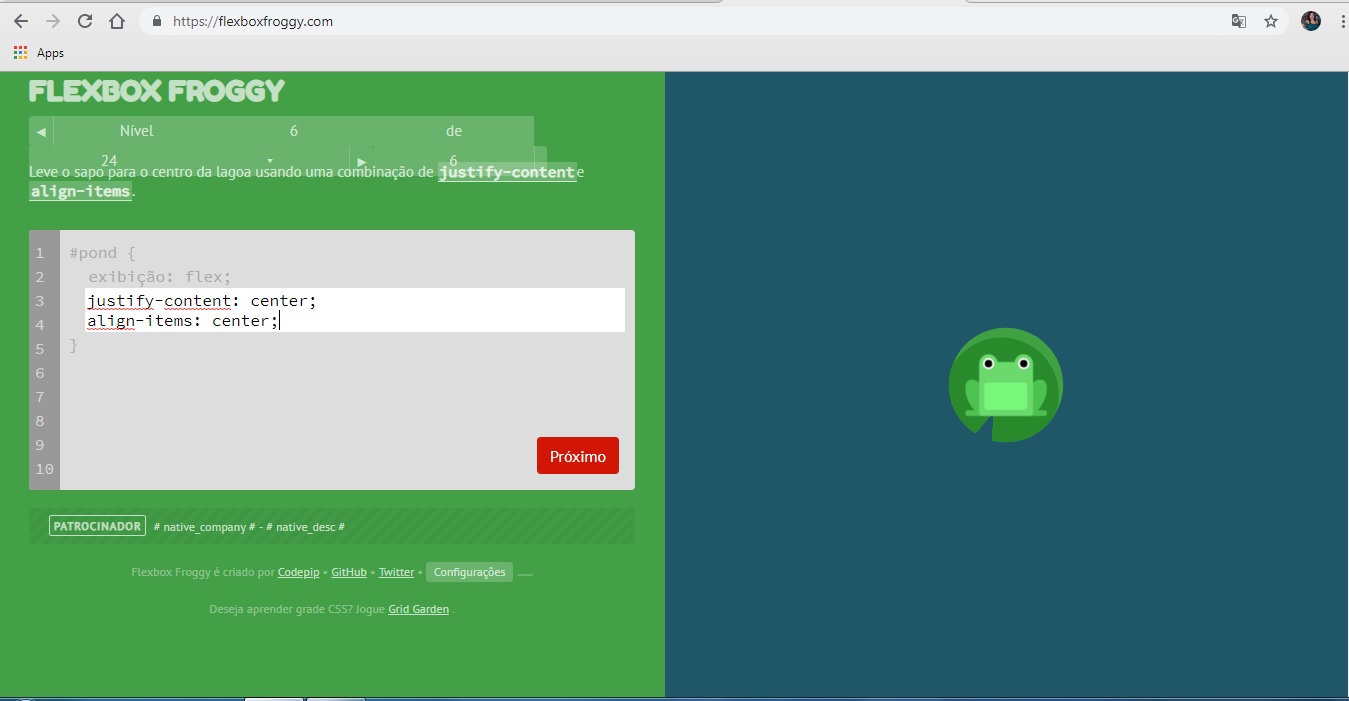 https://flexboxfroggy.com
Apps
FLEXBOX FROGGY
◀ Nível 6 de
24 ▾ ▶ 6
Leve o sapo para o centro da lagoa usando uma combinação de justify-content e
align-items.
1 #pond {
2 exibição: flex;
3 justify-content: center;
4 align-items: center;
5 }
6
7
8
9
10
Próximo
PATROCINADOR # native_company # - # native_desc #
Flexbox Froggy é criado por Codepip • GitHub • Twitter • Configurações
Deseja aprender grade CSS? Jogue Grid Garden .